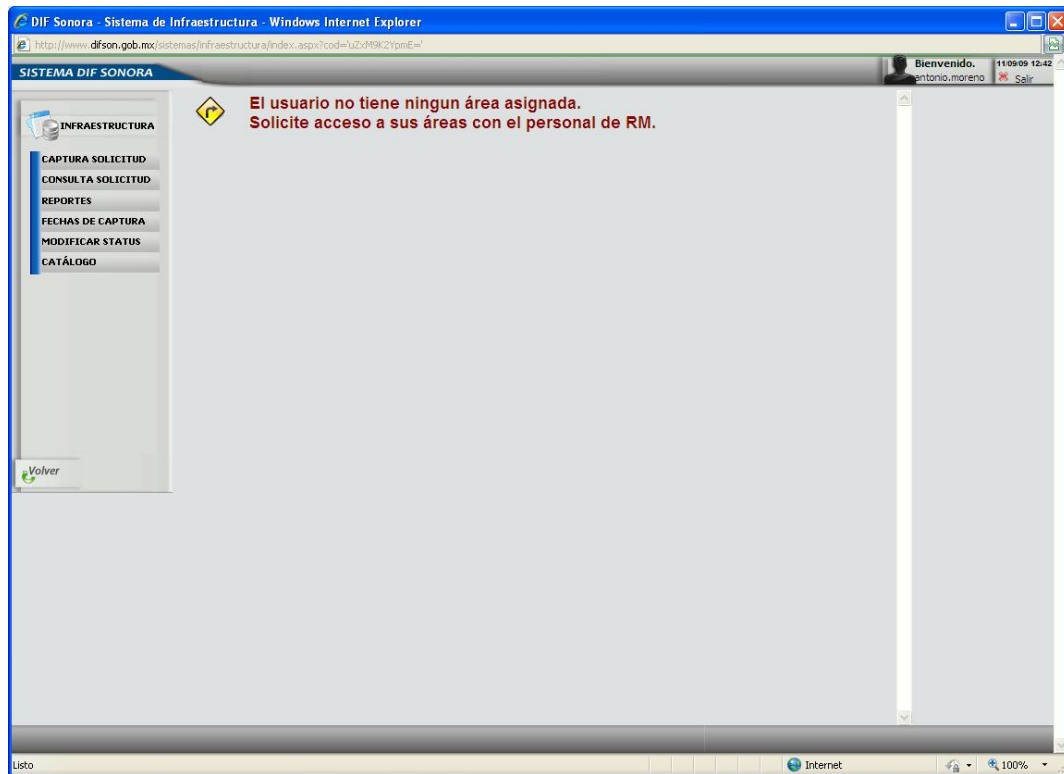 DIF Sonora - Sistema de Infraestructura - Windows Internet Explorer
http://www.difson.gob.mx/sistemas/infraestructura/index.aspx?cod='uZxM9K2YpmE='
SISTEMA DIF SONORA
Bienvenido.
antonio.moreno
11/09/09 12:42
Salir
INFRAESTRUCTURA
CAPTURA SOLICITUD
CONSULTA SOLICITUD
REPORTES
FECHAS DE CAPTURA
MODIFICAR STATUS
CATÁLOGO
Volver
El usuario no tiene ningun área asignada.
Solicite acceso a sus áreas con el personal de RM.
Listo
Internet
100%